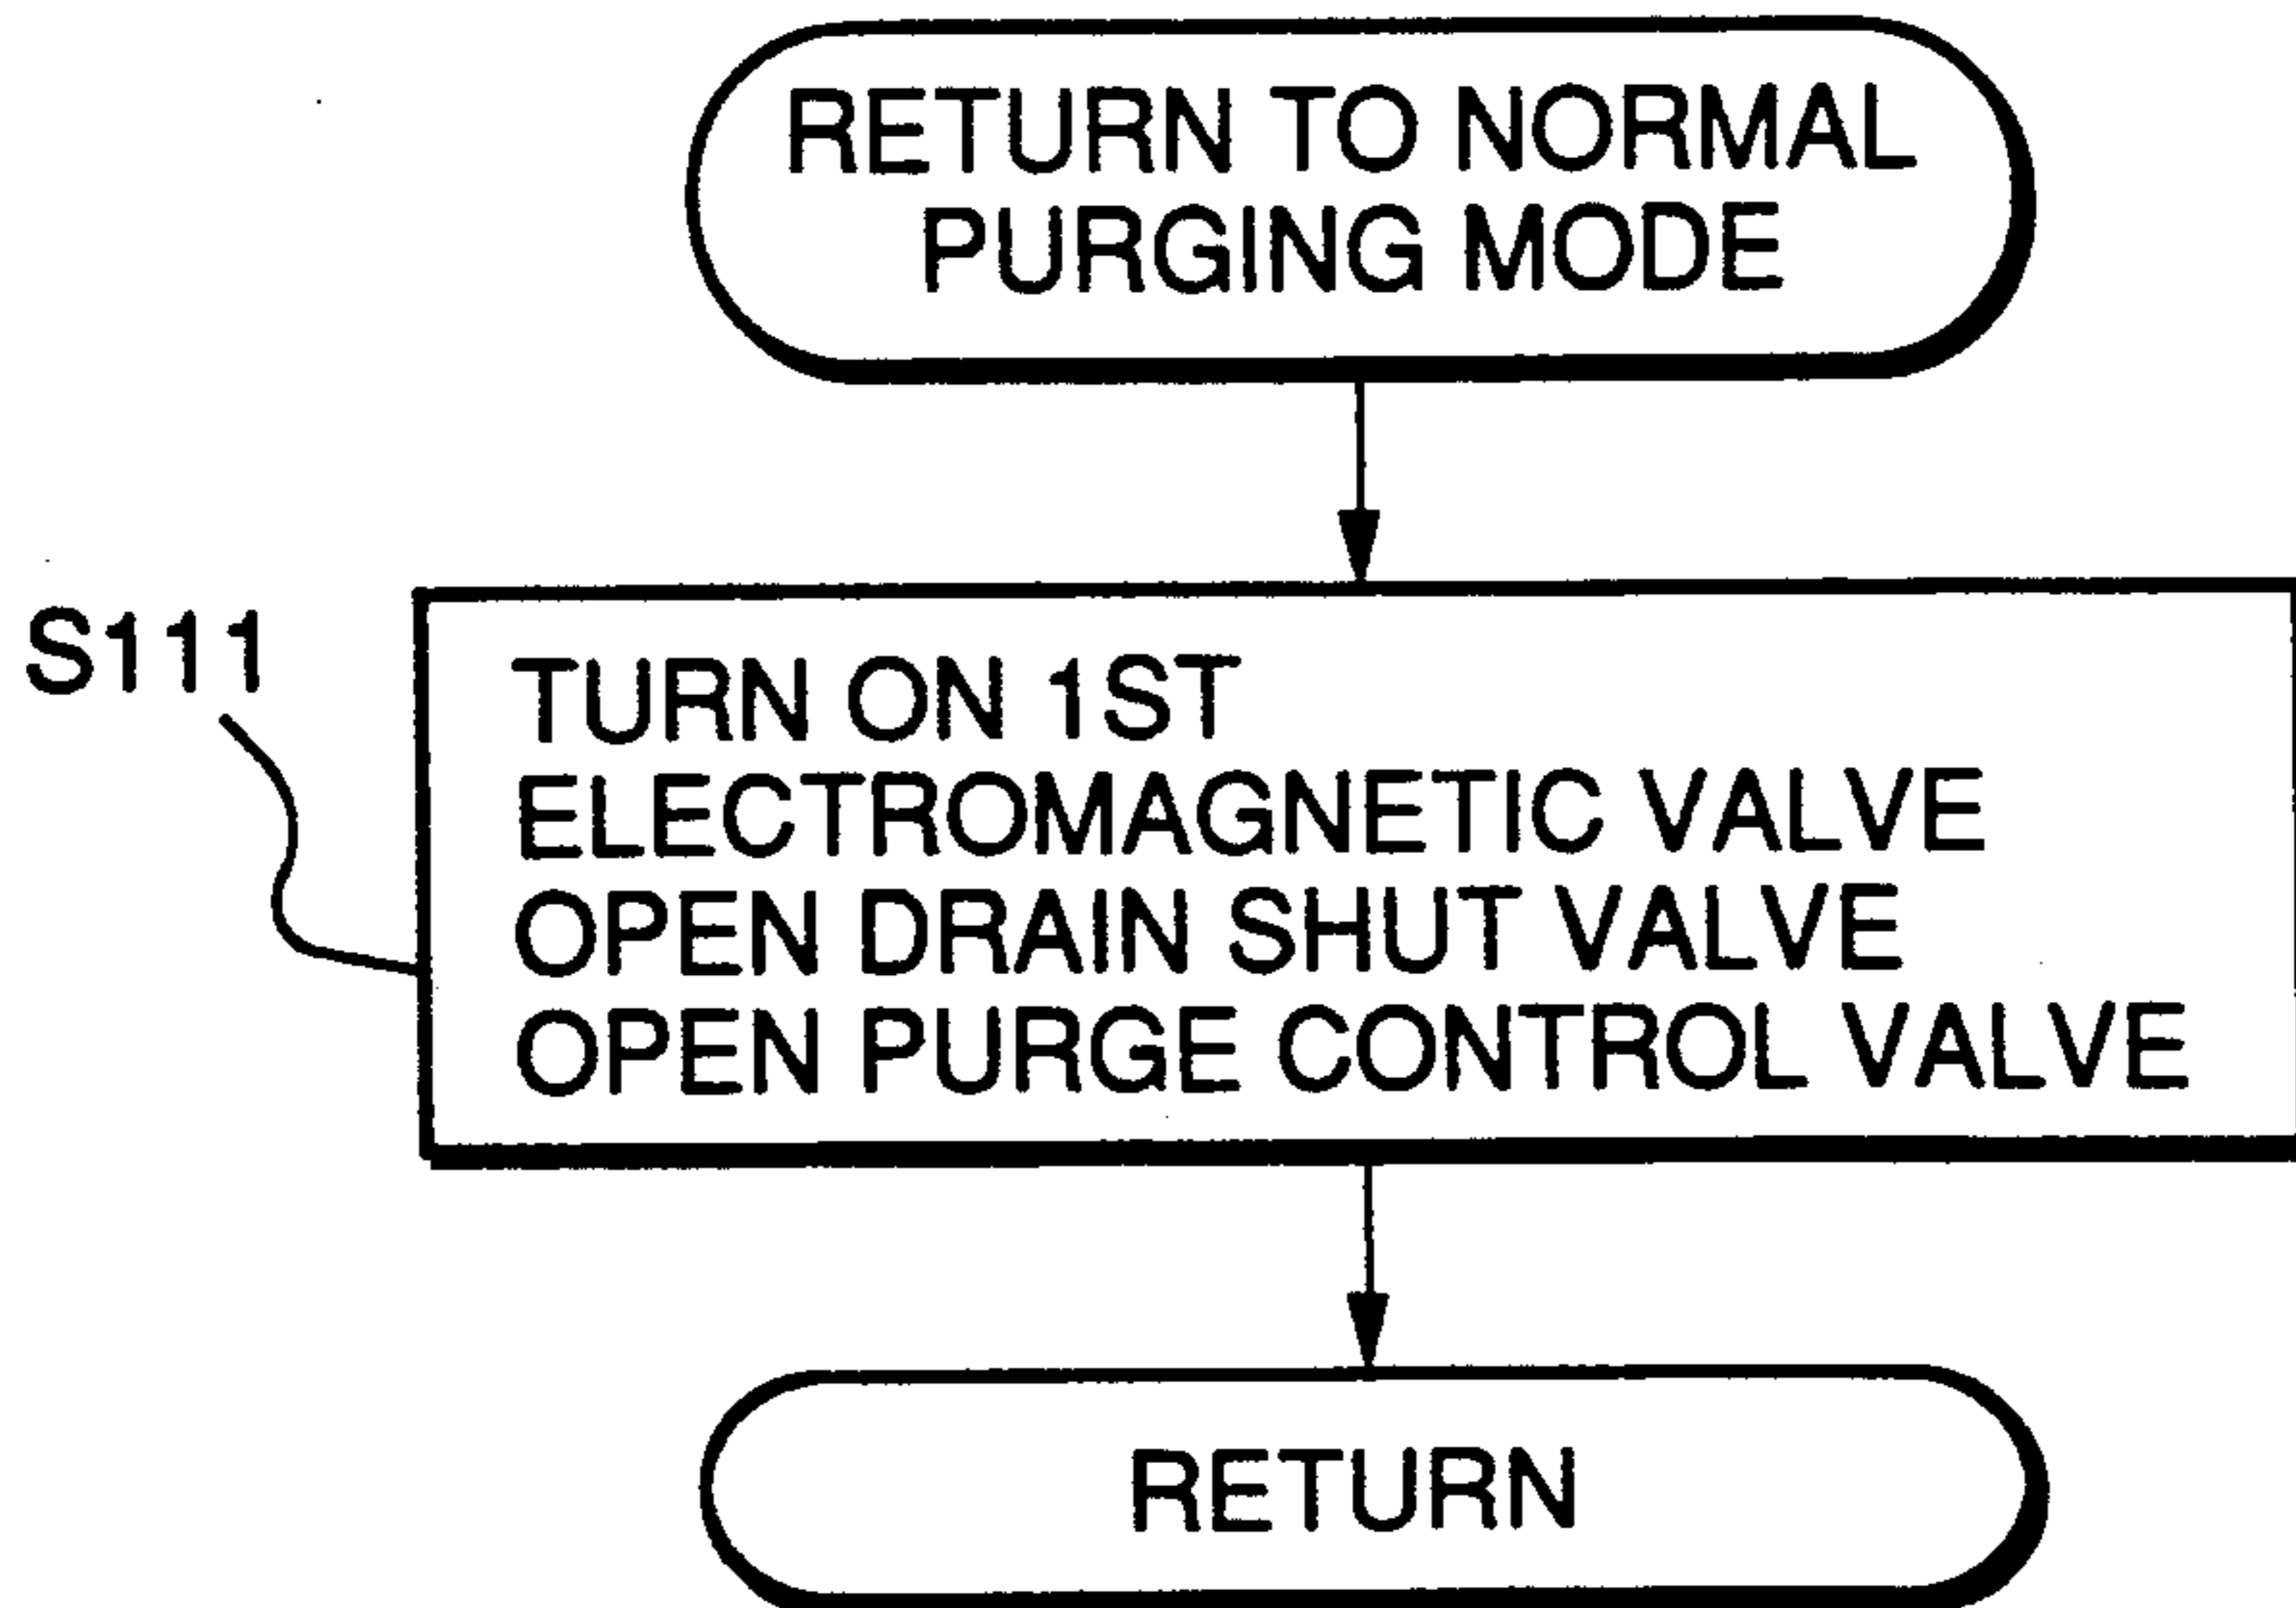 RETURN TO NORMAL
PURGING MODE
S111
TURN ON 1ST
ELECTROMAGNETIC VALVE
OPEN DRAIN SHUT VALVE
OPEN PURGE CONTROL VALVE
RETURN